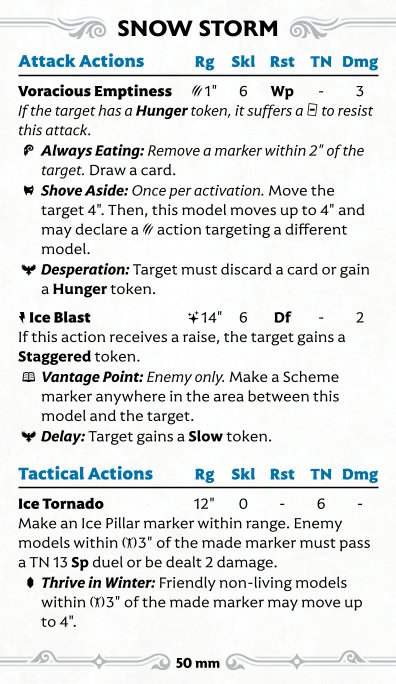 SNOW STORM
Attack Actions Rg Skl Rst TN Dmg
Voracious Emptiness 1" 6 Wp - 3
If the target has a Hunger token, it suffers a to resist
this attack.
Always Eating: Remove a marker within 2" of the
target. Draw a card.
Shove Aside: Once per activation. Move the
target 4". Then, this model moves up to 4" and
may declare a action targeting a different
model.
Desperation: Target must discard a card or gain
a Hunger token.
Ice Blast 14" 6 Df - 2
If this action receives a raise, the target gains a
Staggered token.
Vantage Point: Enemy only. Make a Scheme
marker anywhere in the area between this
model and the target.
Delay: Target gains a Slow token.
Tactical Actions Rg Skl Rst TN Dmg
Ice Tornado 12" 0 - 6 -
Make an Ice Pillar marker within range. Enemy
models within 3" of the made marker must pass
a TN 13 Sp duel or be dealt 2 damage.
Thrive in Winter: Friendly non-living models
within 3" of the made marker may move up
to 4".
50 mm